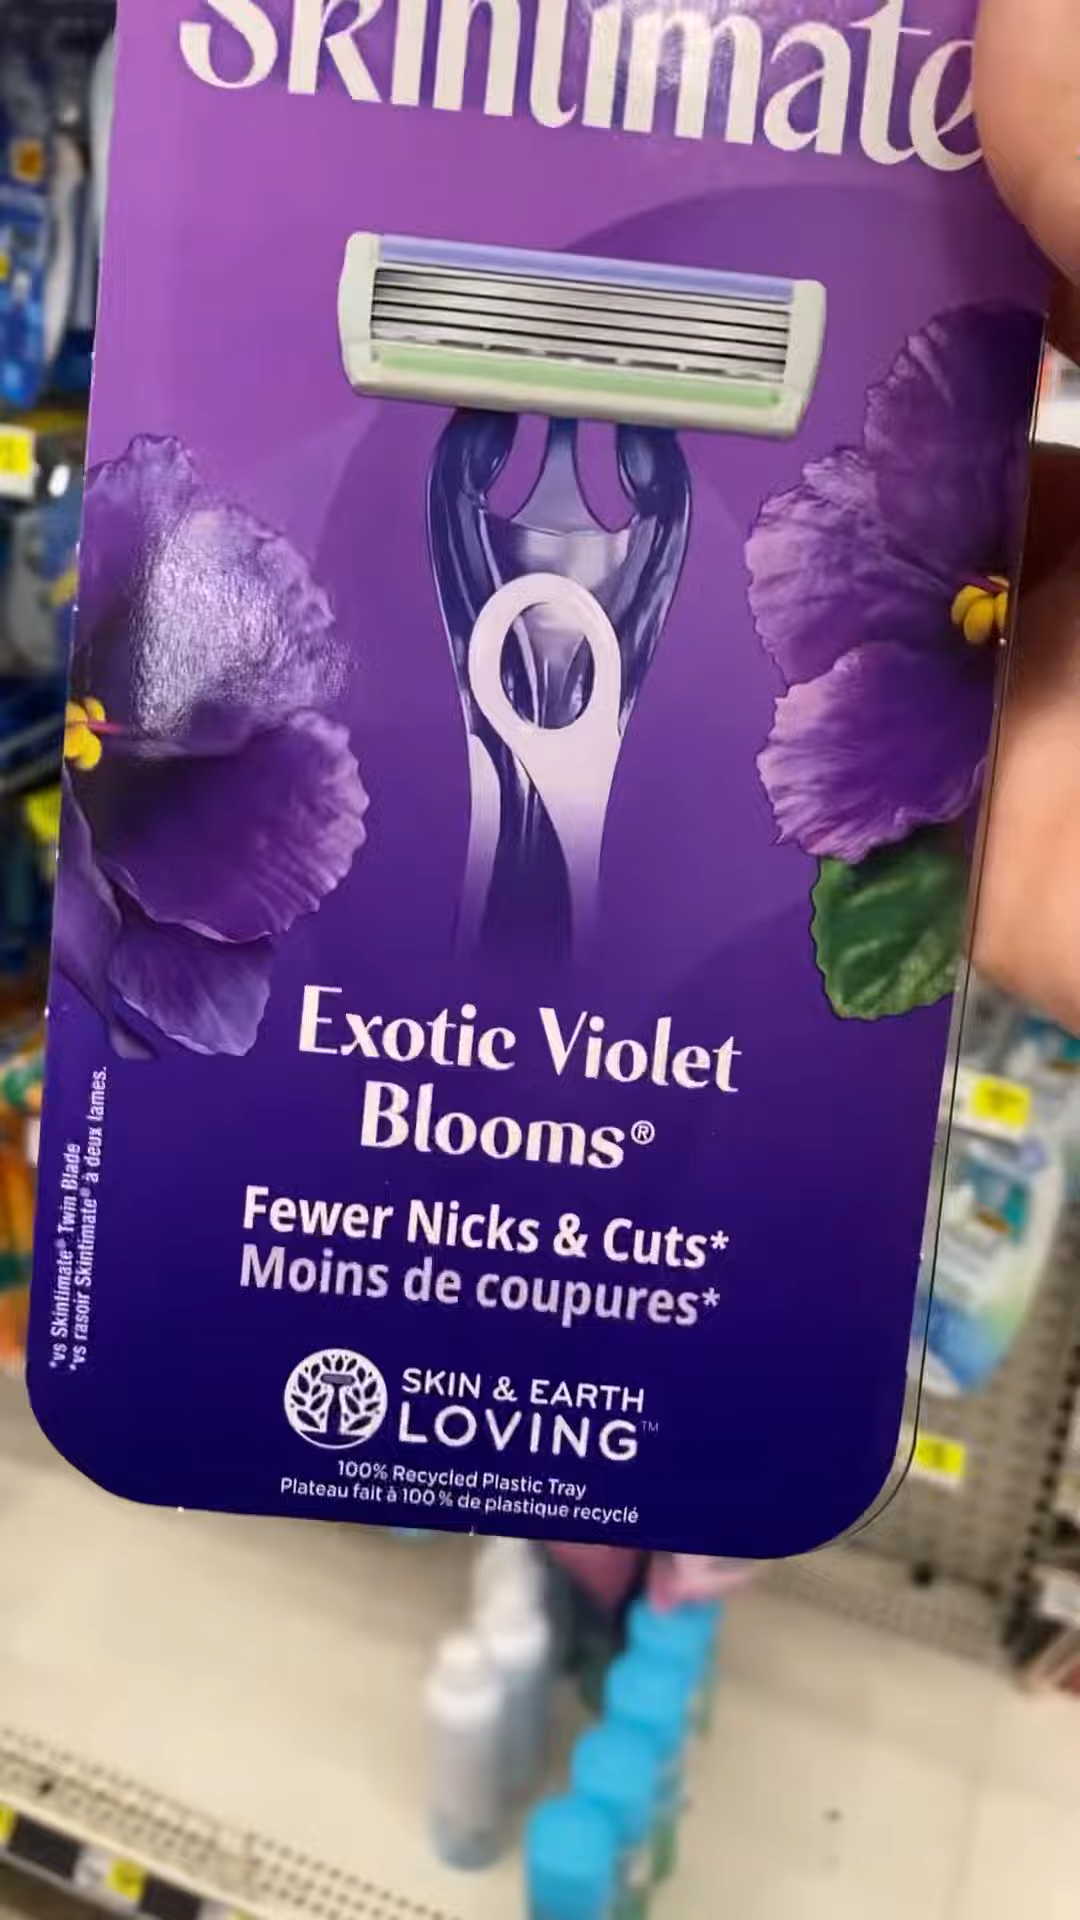 Skintimate
Exotic Violet
Blooms®
Fewer Nicks & Cuts*
Moins de coupures*
SKIN & EARTH
LOVING™
100% Recycled Plastic Tray
Plateau fait à 100 % de plastique recyclé
*vs Skintimate® Twin Blade
*vs rasoir Skintimate® à deux lames.